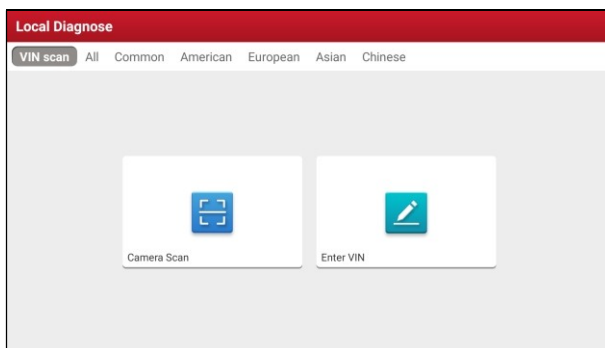 Local Diagnose
VIN scan All Common American European Asian Chinese
Camera Scan Enter VIN